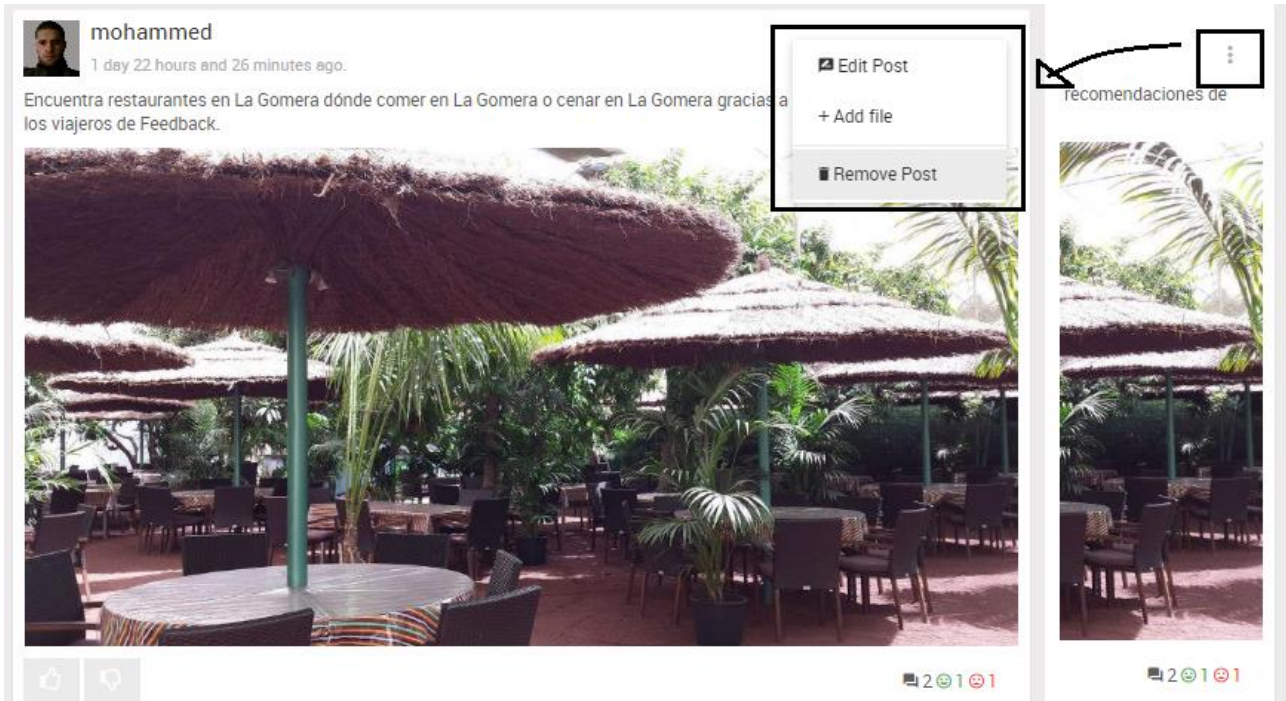 mohammed
1 day 22 hours and 26 minutes ago.
Encuentra restaurantes en La Gomera dónde comer en La Gomera o cenar en La Gomera gracias a
los viajeros de Feedback.
Edit Post
+ Add file
Remove Post
2 1 1
recomendaciones de
2 1 1